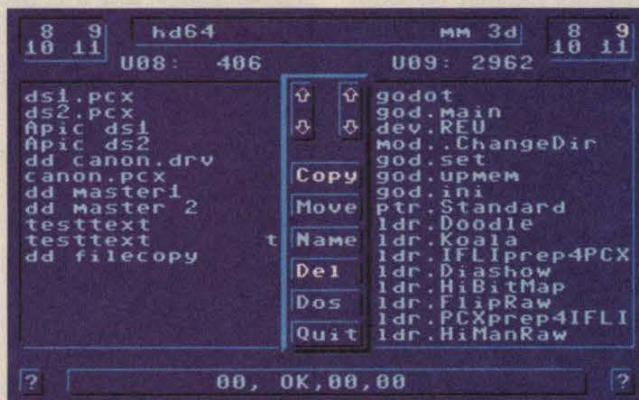 8 9
10 11
hd64 MM 3d
8 9
10 11
U08: 406 U09: 2962
ds1.pcx
ds2.pcx
Apic ds1
Apic ds2
dd canon.drv
canon.pcx
dd master1
dd master 2
testtext
testtext t
dd filecopy
Copy
Move
Name
Del
Dos
Quit
godot
god.main
dev.REU
mod..ChangeDir
god.set
god.upmem
god.ini
ptr.Standard
ldr.Doodle
ldr.Koala
ldr.IFLIprep4PCX
ldr.Diashow
ldr.HiBitMap
ldr.FlipRaw
ldr.PCXprep4IFLI
ldr.HiManRaw
? 00, OK,00,00 ?